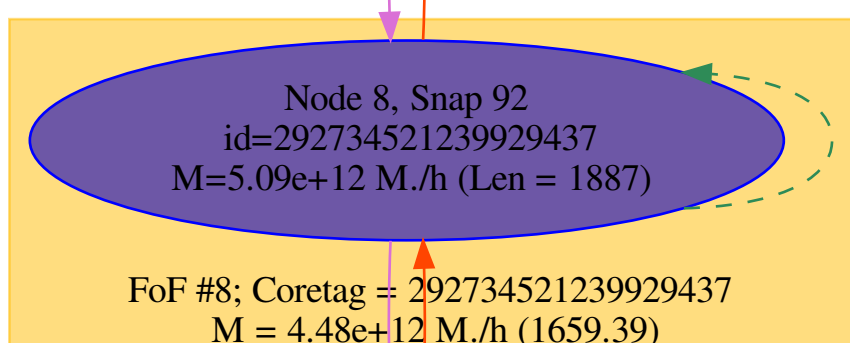 Node 8, Snap 92
id=292734521239929437
M=5.09e+12 M./h (Len = 1887)
FoF #8; Coretag = 292734521239929437
M = 4.48e+12 M./h (1659.39)